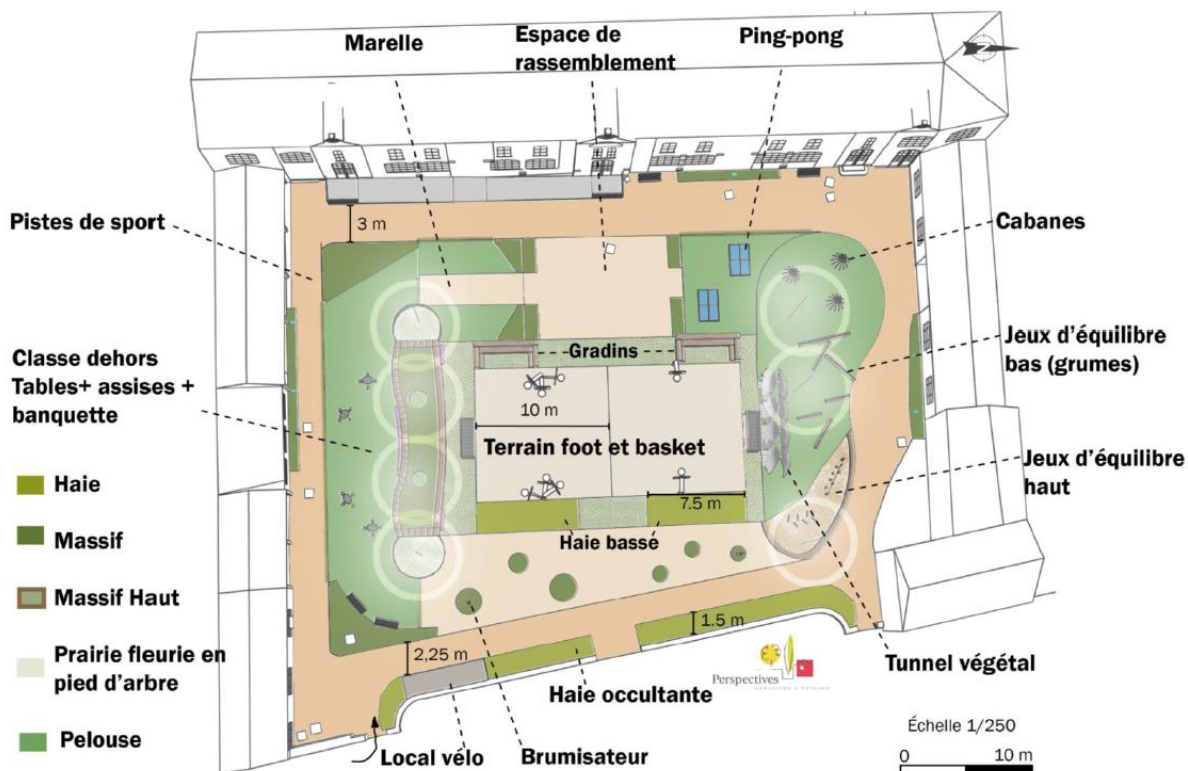 Marelle
Espace de
rassemblement
Ping-pong
N
Pistes de sport
3 m
Cabanes
Gradins
Jeux d'équilibre
bas (grumes)
Classe dehors
Tables+ assises +
banquette
10 m
Terrain foot et basket
Jeux d'équilibre
haut
7.5 m
Haie basse
Haie
Massif
Massif Haut
Prairie fleurie en
pied d'arbre
Pelouse
1.5 m
2,25 m
Perspectives
Tunnel végétal
Haie occultante
Local vélo
Brumisateur
Échelle 1/250
0
10 m